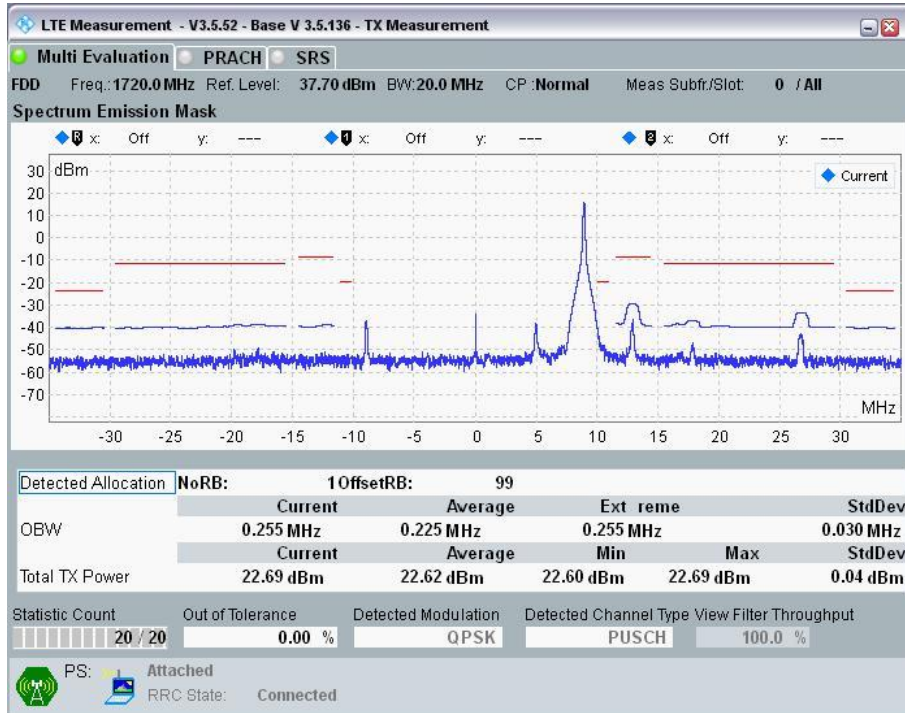 LTE Measurement - V3.5.52 - Base V 3.5.136 - TX Measurement
Multi Evaluation PRACH SRS
FDD Freq.:1720.0 MHz Ref. Level: 37.70 dBm BW:20.0 MHz CP :Normal Meas Subfr./Slot: 0 / All
Spectrum Emission Mask
R x: Off y: --- 1 x: Off y: --- 2 x: Off y: ---
dBm
Current
30
20
10
0
-10
-20
-30
-40
-50
-60
-70
MHz
-30 -25 -20 -15 -10 -5 0 5 10 15 20 25 30
Detected Allocation NoRB: 1 OffsetRB: 99
Current Average Ext reme StdDev
OBW 0.255 MHz 0.225 MHz 0.255 MHz 0.030 MHz
Current Average Min Max StdDev
Total TX Power 22.69 dBm 22.62 dBm 22.60 dBm 22.69 dBm 0.04 dBm
Statistic Count Out of Tolerance Detected Modulation Detected Channel Type View Filter Throughput
20 / 20 0.00 % QPSK PUSCH 100.0 %
PS: Attached
RRC State: Connected